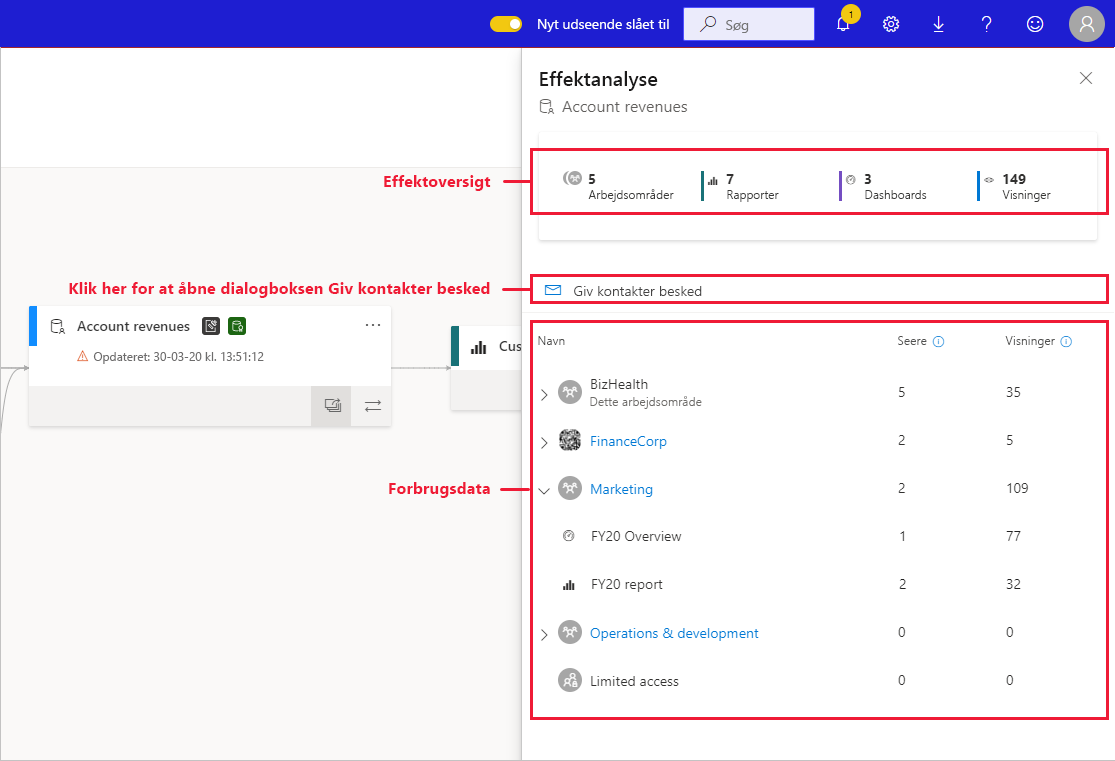 Nyt udseende slået til
Søg
1
Effektanalyse
Account revenues
Effektoversigt
5
Arbejdsområder
7
Rapporter
3
Dashboards
149
Visninger
Klik her for at åbne dialogboksen Giv kontakter besked
Giv kontakter besked
Account revenues
Opdateret: 30-03-20 kl. 13:51:12
Cus
Forbrugsdata
Navn Seere Visninger
BizHealth 5 35
Dette arbejdsområde
FinanceCorp 2 5
Marketing 2 109
FY20 Overview 1 77
FY20 report 2 32
Operations & development 0 0
Limited access 0 0